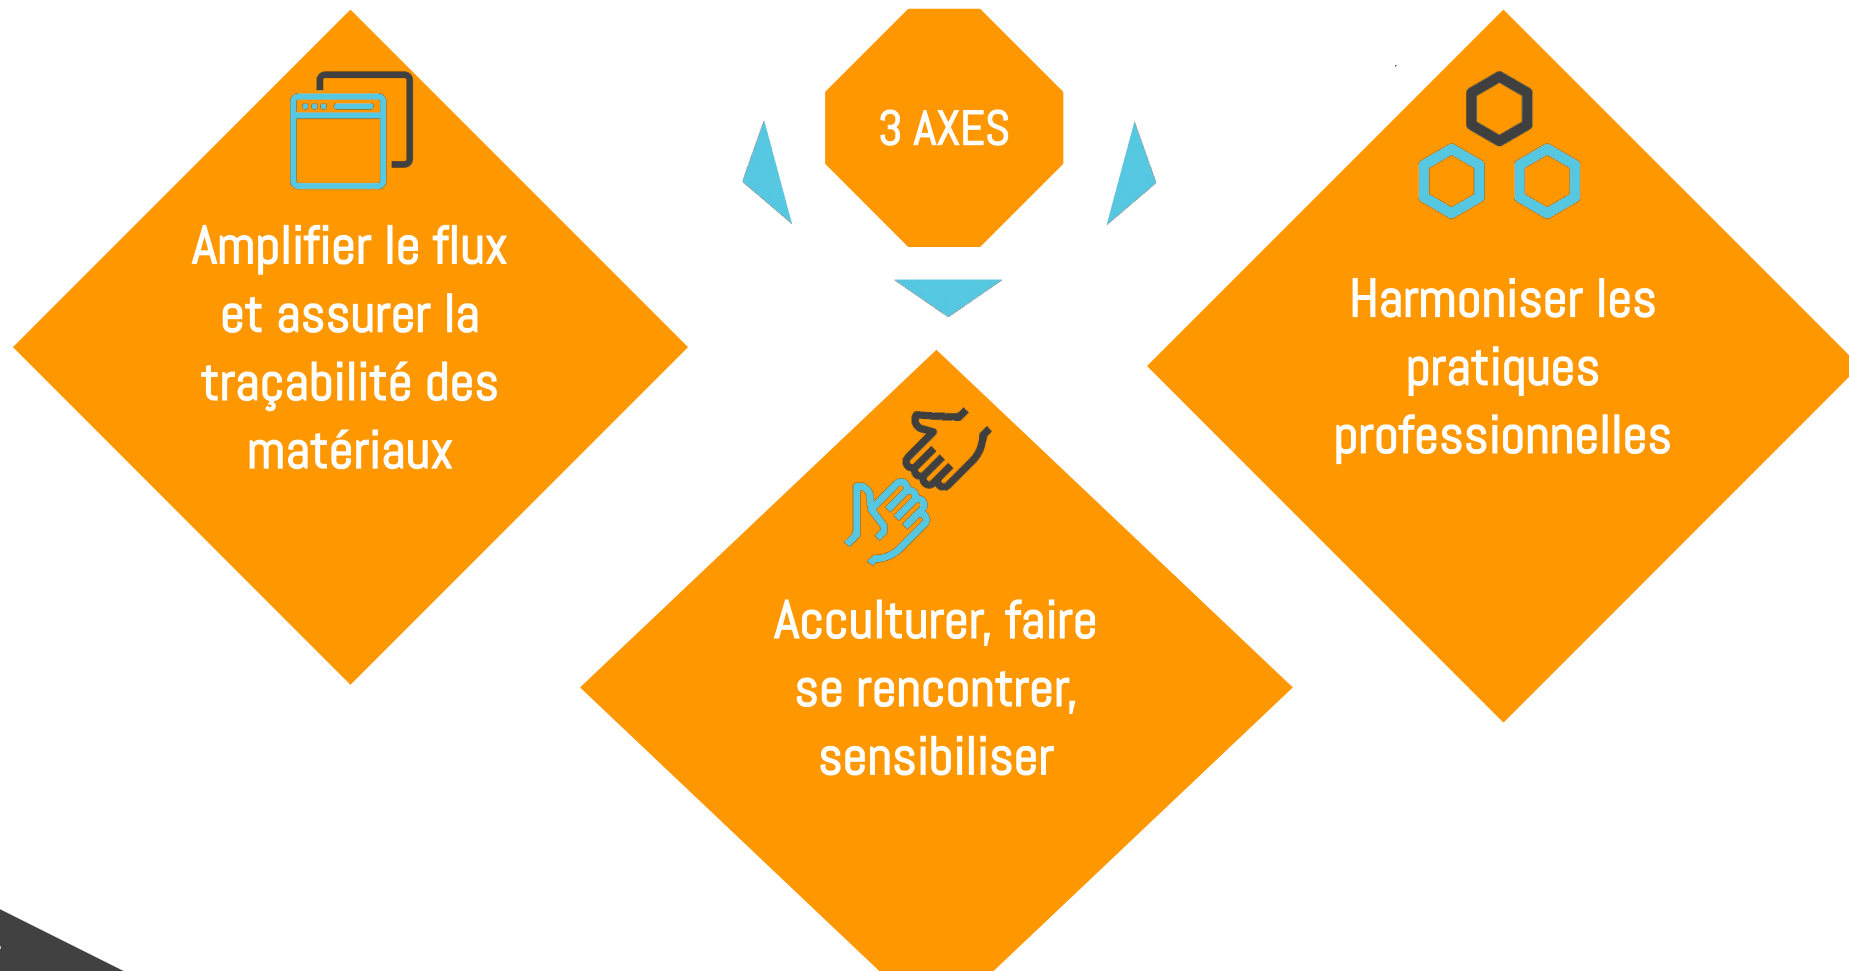 3 AXES
Amplifier le flux
et assurer la
traçabilité des
matériaux
Acculturer, faire
se rencontrer,
sensibiliser
Harmoniser les
pratiques
professionnelles